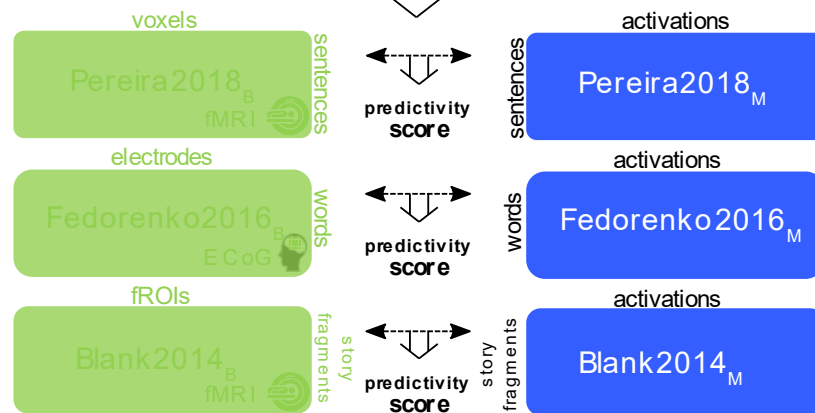 voxels
activations
Pereira2018B
fMRI
sentences
predictivity
score
sentences
Pereira2018M
electrodes
activations
Fedorenko2016B
ECoG
words
predictivity
score
words
Fedorenko2016M
fROIs
activations
Blank2014B
fMRI
story
fragments
predictivity
score
story
fragments
Blank2014M